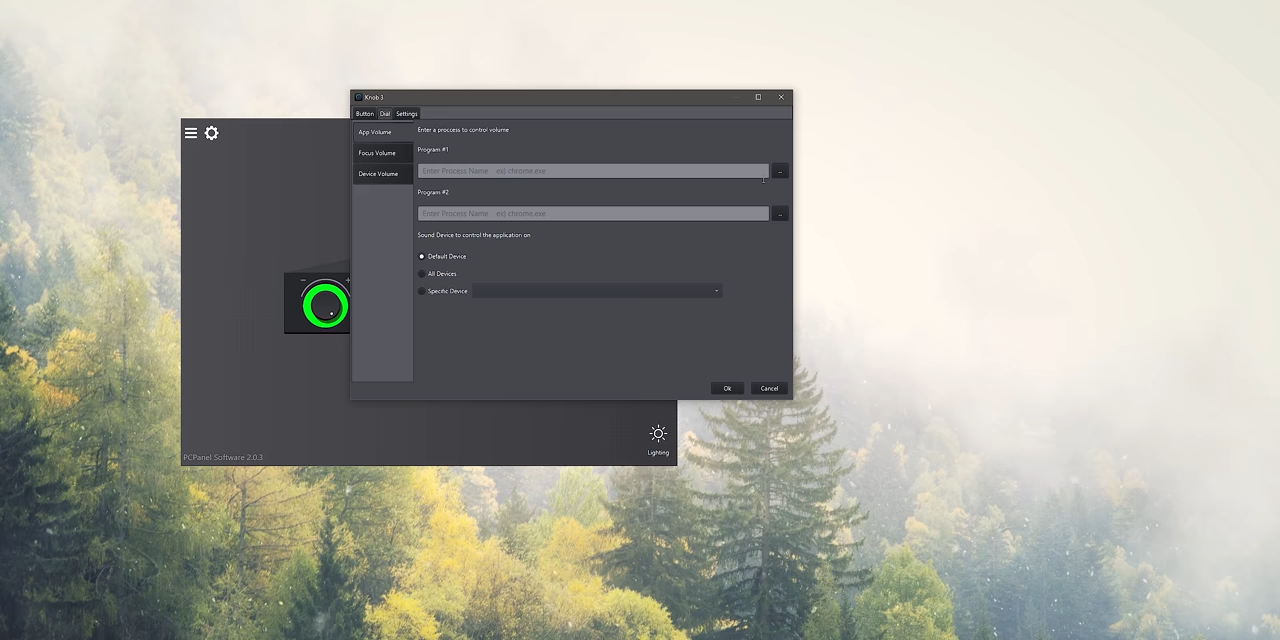 Knob 3
Button Dial Settings
App Volume
Focus Volume
Device Volume
Enter a proccess to control volume
Program #1
Enter Process Name ex) chrome.exe
...
Program #2
Enter Process Name ex) chrome.exe
...
Sound Device to control the application on
Default Device
All Devices
Specific Device
Ok Cancel
Lighting
PCPanel Software 2.0.3